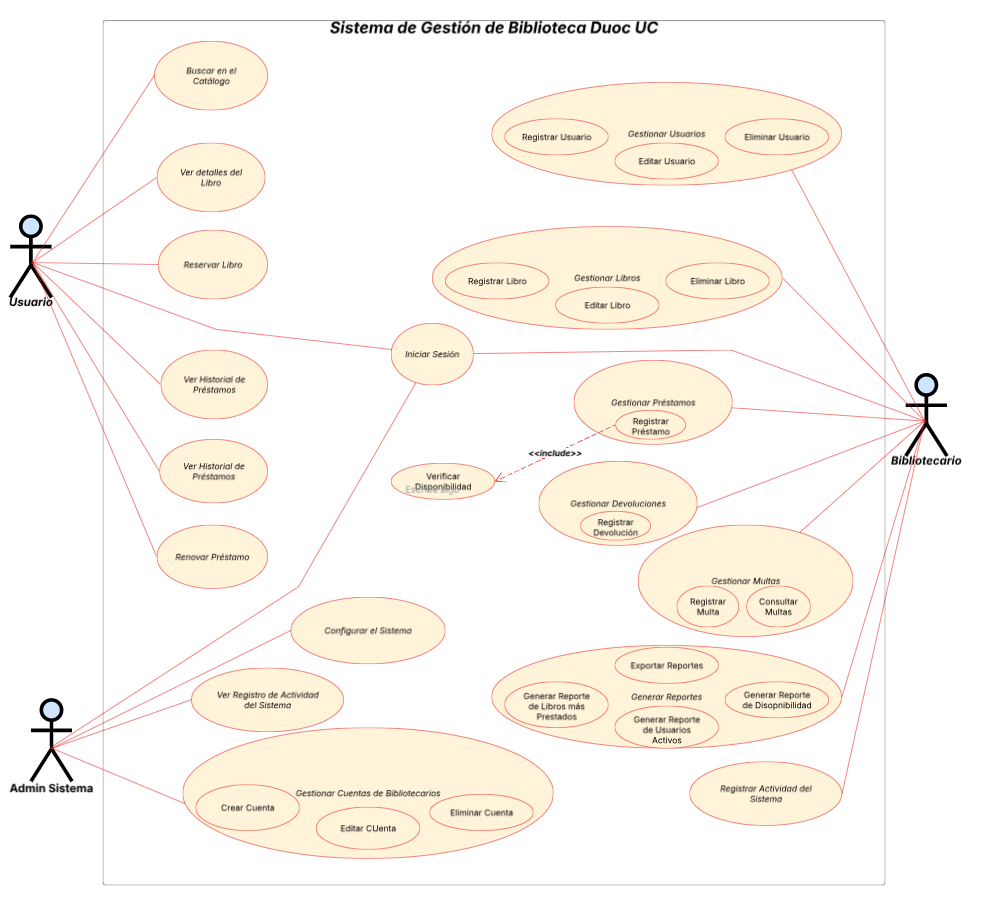 Sistema de Gestión de Biblioteca Duoc UC
Buscar en el
Catálogo
Ver detalles del
Libro
Reservar Libro
Usuario
Iniciar Sesión
Ver Historial de
Préstamos
Ver Historial de
Préstamos
Renovar Préstamo
Gestionar Usuarios
Registrar Usuario
Eliminar Usuario
Editar Usuario
Gestionar Libros
Registrar Libro
Eliminar Libro
Editar Libro
Gestionar Préstamos
Registrar
Préstamo
<<include>>
Verificar
Disponibilidad
Escribe algo
Bibliotecario
Gestionar Devoluciones
Registrar
Devolución
Gestionar Multas
Registrar
Multa
Consultar
Multas
Configurar el Sistema
Ver Registro de Actividad
del Sistema
Admin Sistema
Gestionar Cuentas de Bibliotecarios
Crear Cuenta
Editar CUenta
Eliminar Cuenta
Exportar Reportes
Generar Reportes
Generar Reporte
de Libros más
Prestados
Generar Reporte
de Usuarios
Activos
Generar Reporte
de Disopnibilidad
Registrar Actividad del
Sistema